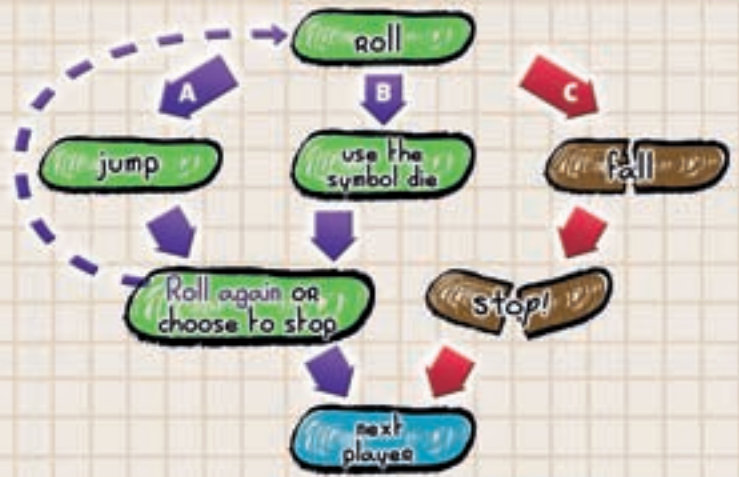 Roll
A
B
C
jump
use the
symbol die
fall
Roll again OR
choose to stop
stop!
next
player